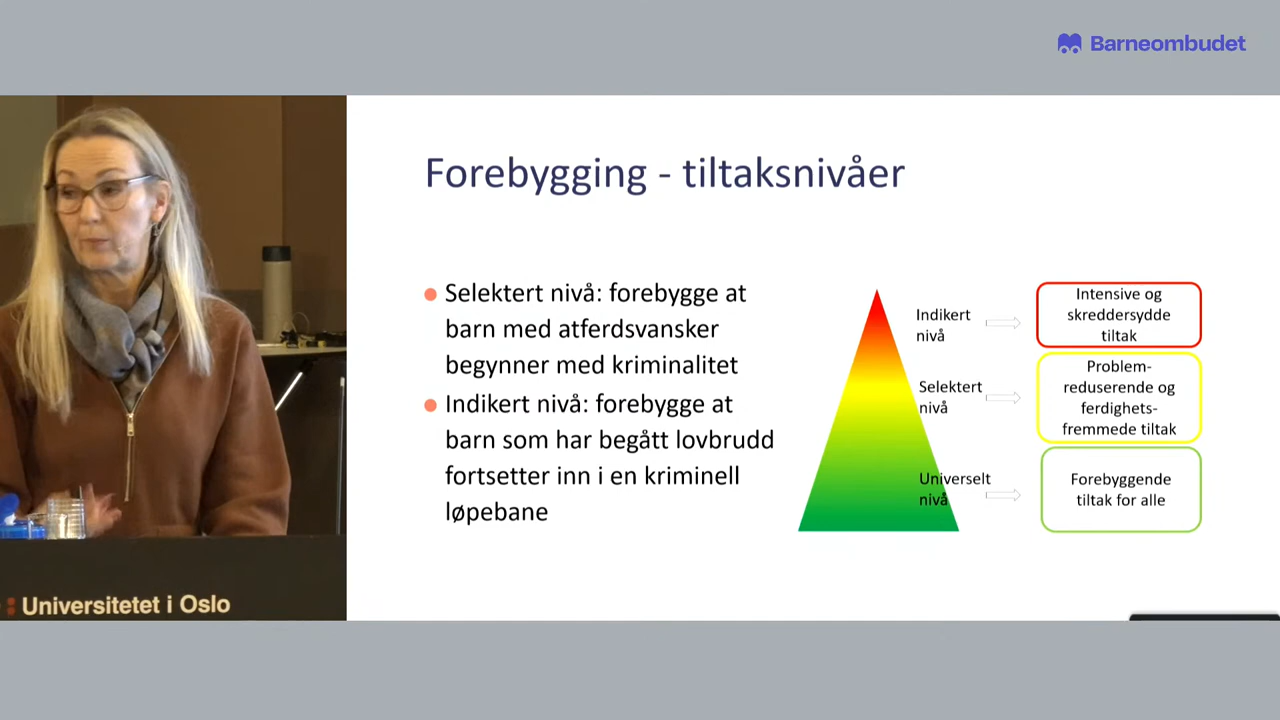 Barneombudet
Forebygging - tiltaksnivåer
Selektert nivå: forebygge at
barn med atferdsvansker
begynner med kriminalitet
Indikert nivå: forebygge at
barn som har begått lovbrudd
fortsetter inn i en kriminell
løpebane
Indikert
nivå
Intensive og
skreddersydde
tiltak
Selektert
nivå
Problem-
reduserende og
ferdighets-
fremmede tiltak
Universelt
nivå
Forebyggende
tiltak for alle
Universitetet i Oslo